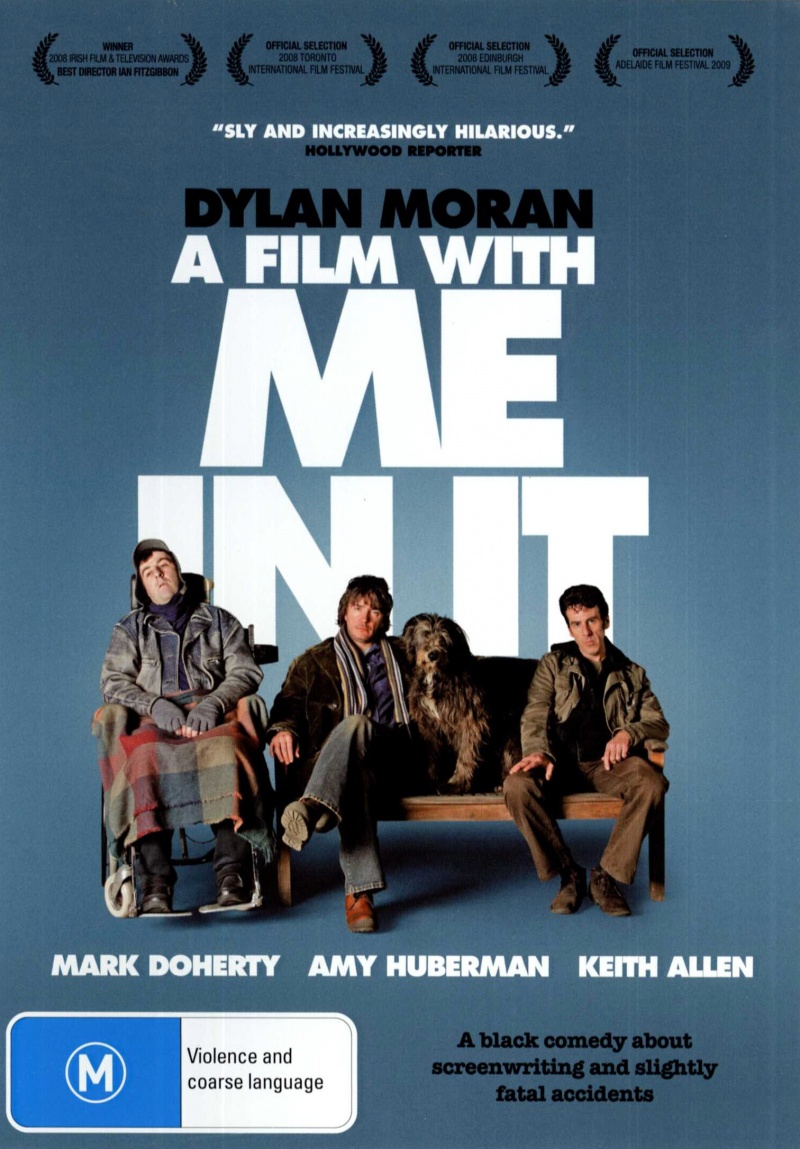 WINNER
2008 IRISH FILM & TELEVISION AWARDS
BEST DIRECTOR IAN FITZGIBBON
OFFICIAL SELECTION
2008 TORONTO
INTERNATIONAL FILM FESTIVAL
OFFICIAL SELECTION
2008 EDINBURGH
INTERNATIONAL FILM FESTIVAL
OFFICIAL SELECTION
ADELAIDE FILM FESTIVAL 2009
“SLY AND INCREASINGLY HILARIOUS.”
HOLLYWOOD REPORTER
DYLAN MORAN
A FILM WITH
ME
IN IT
MARK DOHERTY AMY HUBERMAN KEITH ALLEN
M
Violence and
coarse language
A black comedy about
screenwriting and slightly
fatal accidents